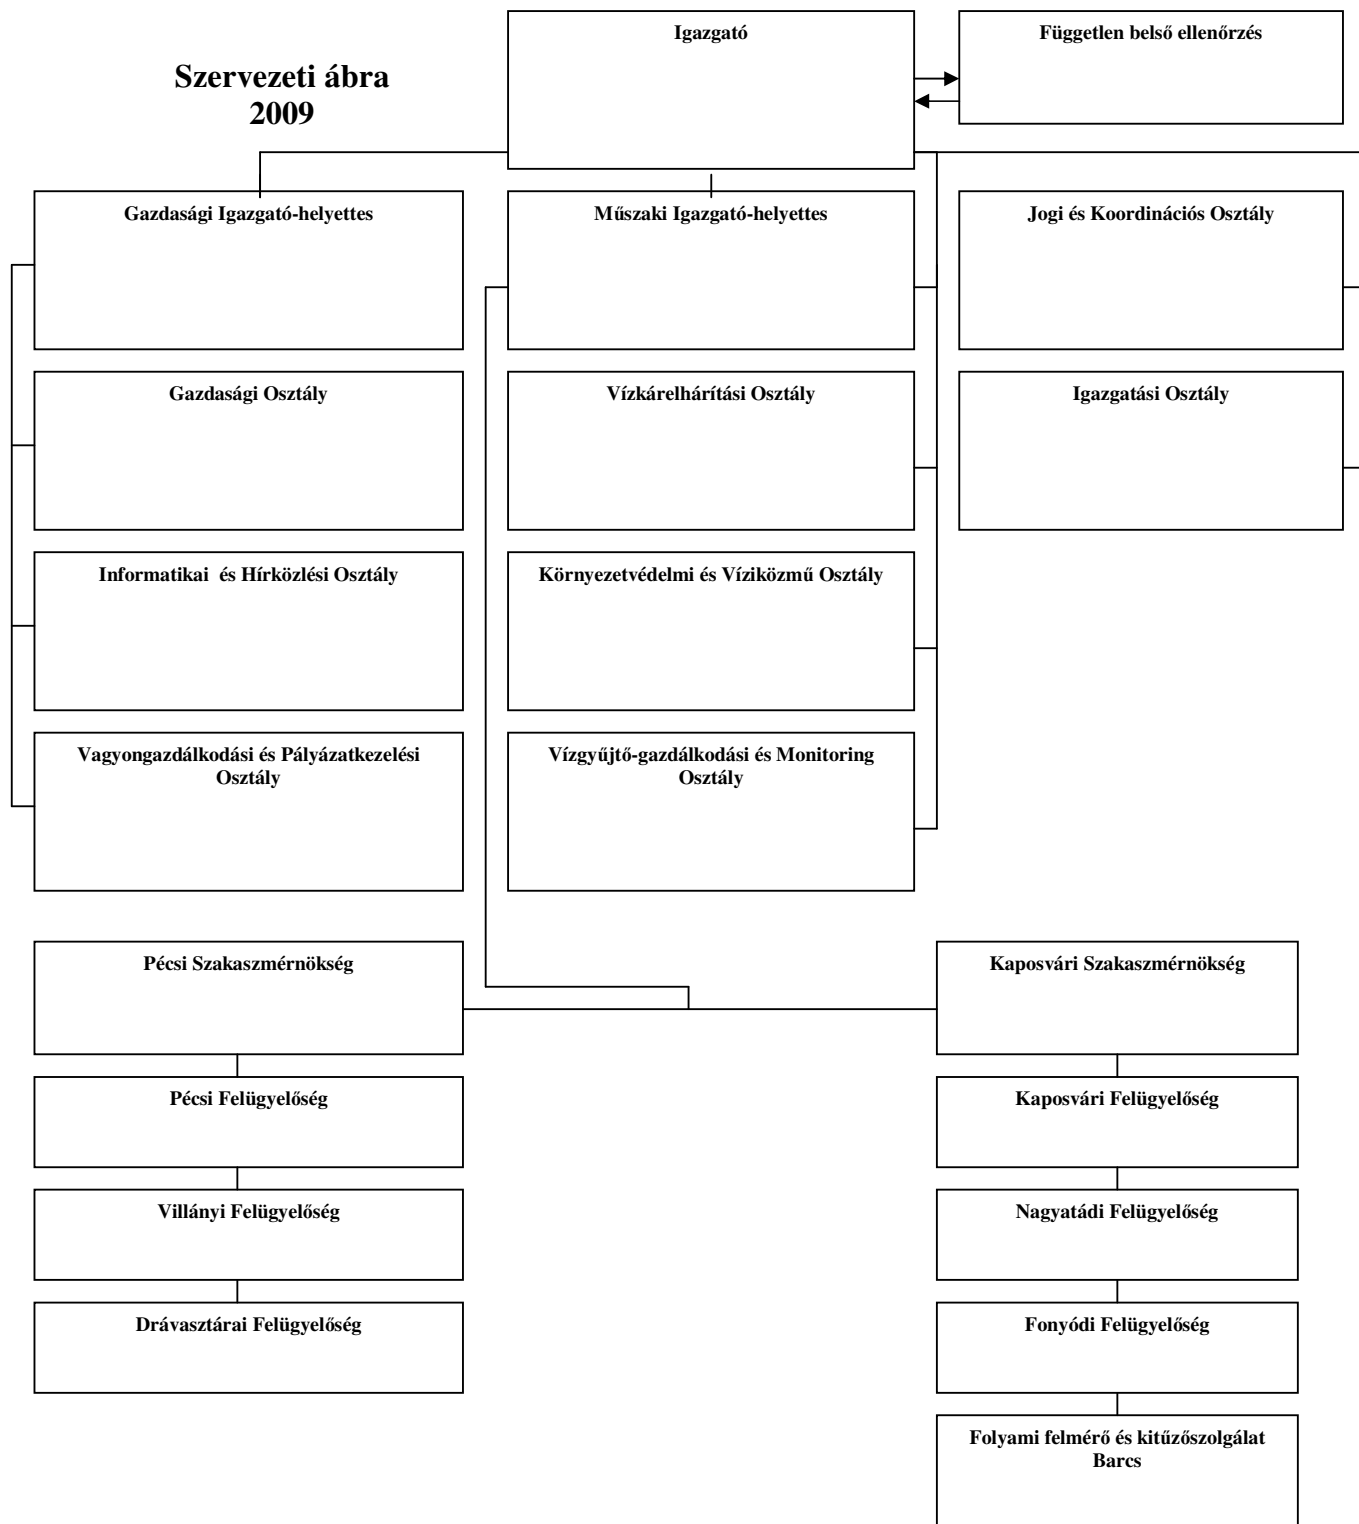 Igazgató
Független belső ellenőrzés
Szervezeti ábra
2009
Gazdasági Igazgató-helyettes
Műszaki Igazgató-helyettes
Jogi és Koordinációs Osztály
Gazdasági Osztály
Vízkárelhárítási Osztály
Igazgatási Osztály
Informatikai és Hírközlési Osztály
Környezetvédelmi és Víziközmű Osztály
Vagyongazdálkodási és Pályázatkezelési
Osztály
Vízgyűjtő-gazdálkodási és Monitoring
Osztály
Pécsi Szakaszmérnökség
Kaposvári Szakaszmérnökség
Pécsi Felügyelőség
Kaposvári Felügyelőség
Villányi Felügyelőség
Nagyatádi Felügyelőség
Drávasztárai Felügyelőség
Fonyódi Felügyelőség
Folyami felmérő és kitűzőszolgálat
Barcs